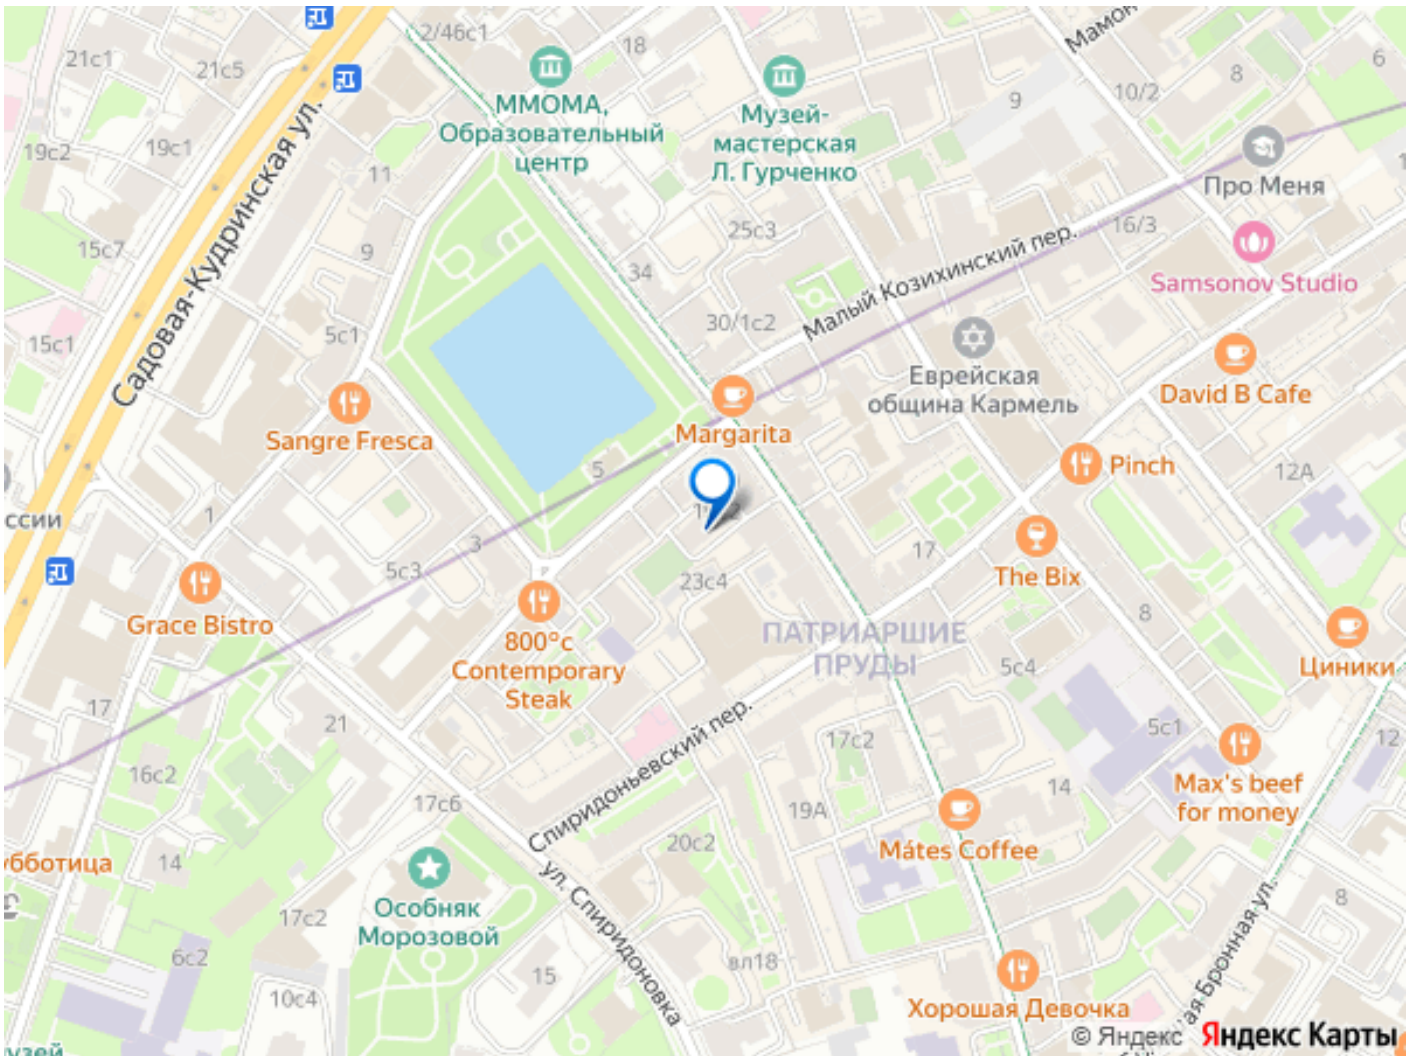 2/46с1
18
Мамон
21с1
21с5
ММОМА,
Образовательный
центр
Музей-
мастерская
Л. Гурченко
9
10/2
8
6
19с2
19с1
11
Про Меня
Садовая-Кудринская ул.
15с7
9
25с3
16/3
34
Малый Козихинский пер.
Samsonov Studio
15с1
5с1
30/1с2
Еврейская
община Кармель
David B Cafe
Sangre Fresca
Margarita
5
Pinch
12А
ссии
1
3
17
5с3
23с4
The Bix
Grace Bistro
800°c
Contemporary
Steak
ПАТРИАРШИЕ
ПРУДЫ
8
Циники
5с4
17
21
Спиридоньевский пер.
17с2
5с1
12
16с2
17с6
19А
14
Max's beef
for money
убботица
14
20с2
Mátes Coffee
Особняк
Морозовой
ул. Спиридоновка
17с2
6с2
10с4
15
вл18
8
ая Бронная ул.
Хорошая Девочка
узей
© Яндекс Яндекс Карты